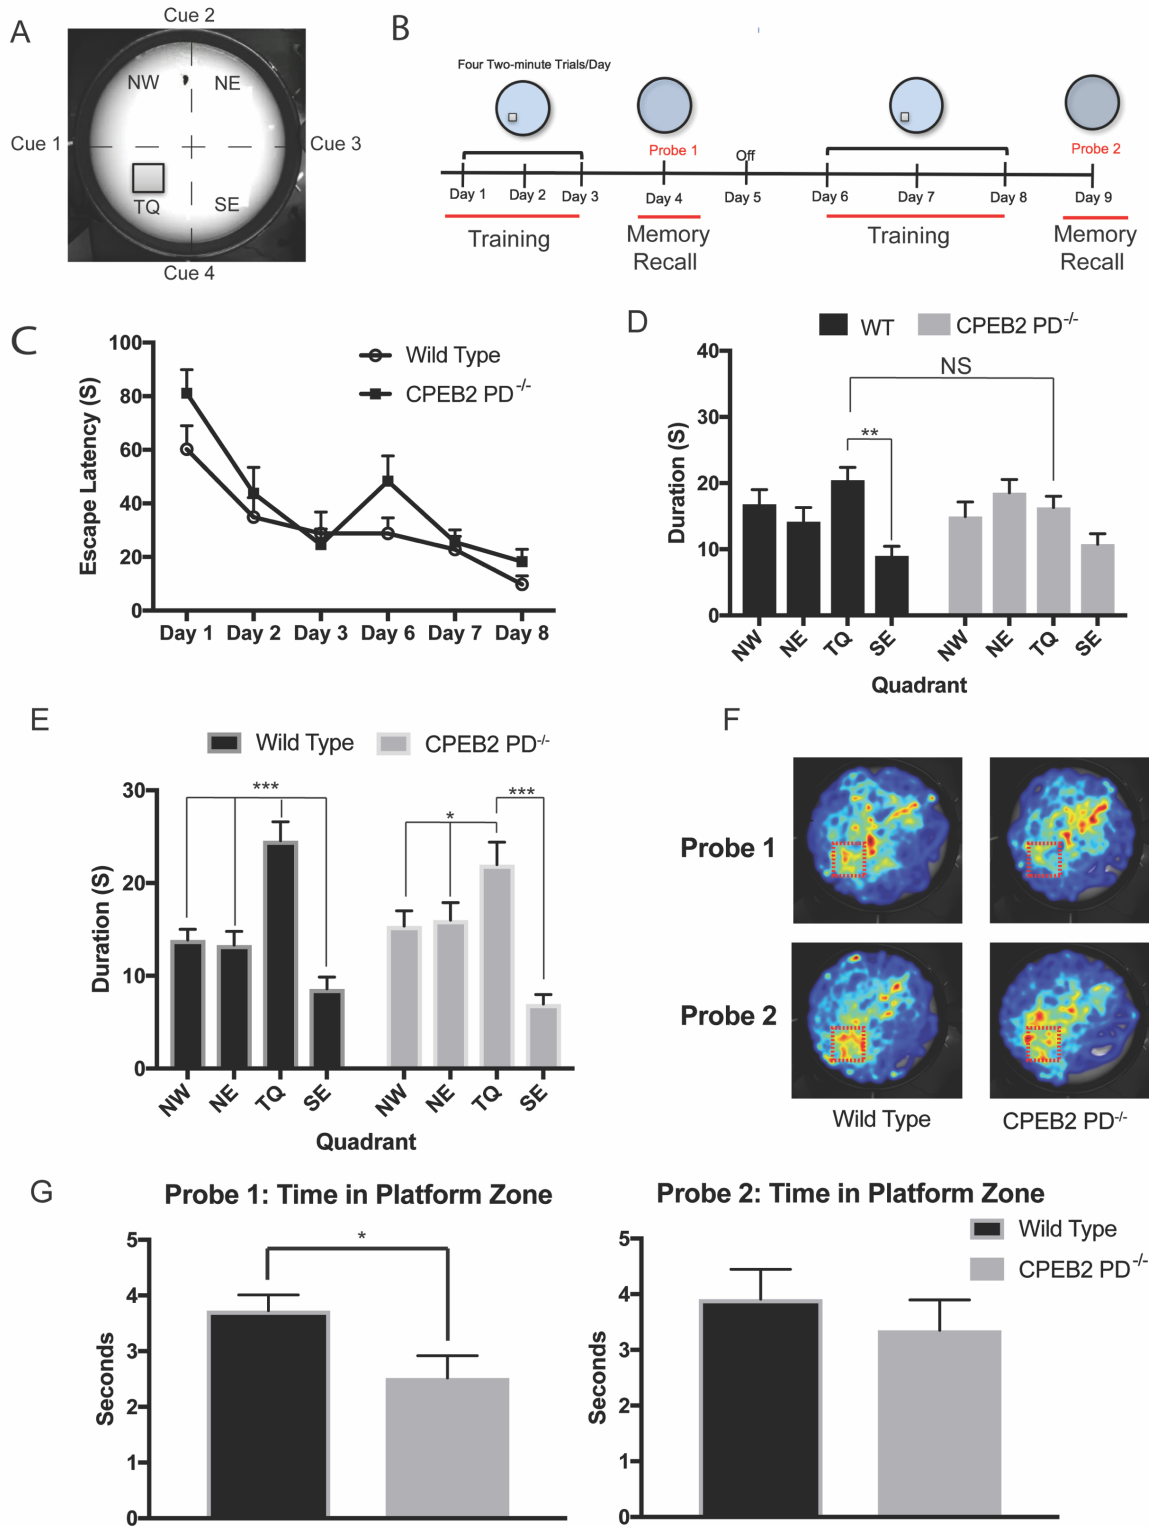 A
Cue 2
NW
NE
Cue 1
Cue 3
TQ
SE
Cue 4
B
Four Two-minute Trials/Day
Probe 1
Off
Probe 2
Day 1
Day 2
Day 3
Day 4
Day 5
Day 6
Day 7
Day 8
Day 9
Training
Memory
Recall
Training
Memory
Recall
C
Escape Latency (S)
100
80
60
40
20
0
Wild Type
CPEB2 PD-/-
Day 1 Day 2 Day 3 Day 6 Day 7 Day 8
D
WT
CPEB2 PD-/-
Duration (S)
40
30
20
10
0
NS
**
NW NE TQ SE NW NE TQ SE
Quadrant
E
Wild Type
CPEB2 PD-/-
Duration (S)
30
20
10
0
***
*
***
NW NE TQ SE NW NE TQ SE
Quadrant
F
Probe 1
Probe 2
Wild Type
CPEB2 PD-/-
G
Probe 1: Time in Platform Zone
Seconds
5
4
3
2
1
0
*
Probe 2: Time in Platform Zone
Seconds
5
4
3
2
1
0
Wild Type
CPEB2 PD-/-